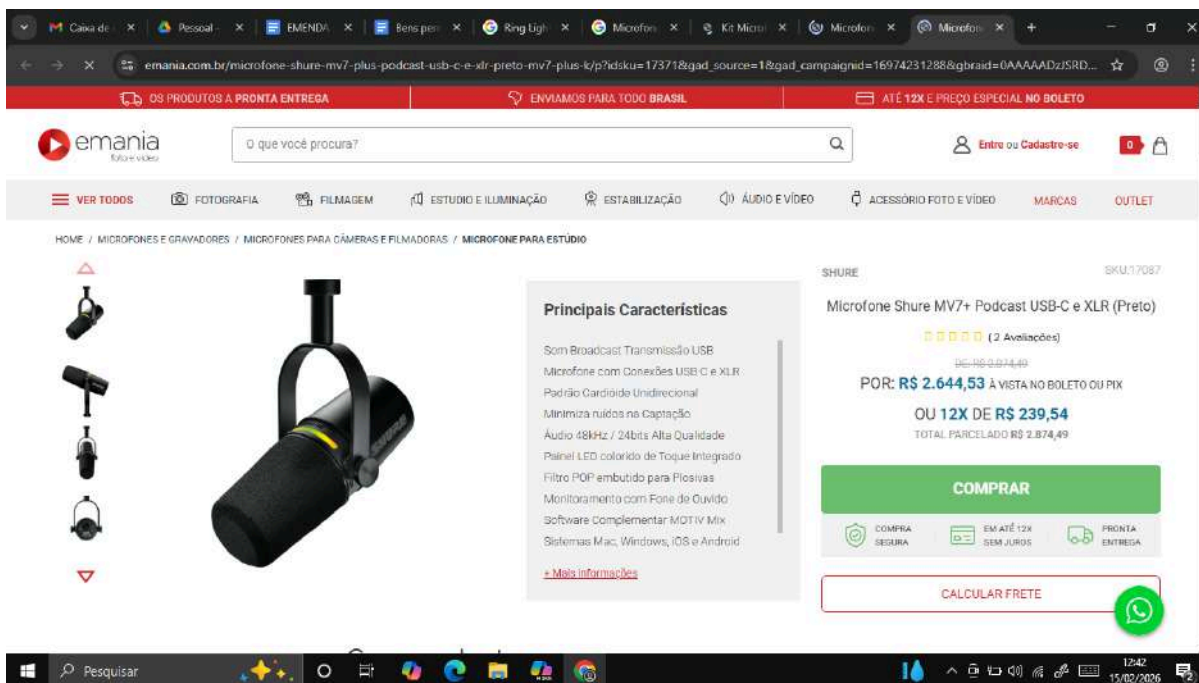 Caixa de
Pessoal -
EMENDA
Bens per
Ring Ligh
Microfon
Kit Micro
Microfon
Microfon
emania.com.br/microfone-shure-mv7-plus-podcast-usb-c-e-xlr-preto-mv7-plus-k/p?idsku=17371&gad_source=1&gad_campaignid=16974231288&gbraid=0AAAAADzJSRD...
OS PRODUTOS A PRONTA ENTREGA
ENVIAMOS PARA TODO BRASIL
ATÉ 12X E PREÇO ESPECIAL NO BOLETO
emania
foto e vídeo
O que você procura?
Entre ou Cadastre-se
0
VER TODOS
FOTOGRAFIA
FILMAGEM
ESTUDIO E ILUMINAÇÃO
ESTABILIZAÇÃO
ÁUDIO E VÍDEO
ACESSÓRIO FOTO E VÍDEO
MARCAS
OUTLET
HOME / MICROFONES E GRAVADORES / MICROFONES PARA CÂMERAS E FILMADORAS / MICROFONE PARA ESTÚDIO
SHURE
Principais Características
Som Broadcast Transmissão USB
Microfone com Conexões USB-C e XLR
Padrão Cardióide Unidirecional
Minimiza ruídos na Captação
Áudio 48kHz / 24bits Alta Qualidade
Painel LED colorido de Toque Integrado
Filtro POP embutido para Plosivas
Monitoramento com Fone de Ouvido
Software Complementar MOTIV Mix
Sistemas Mac, Windows, iOS e Android
+ Mais informações
SHURE
SKU:17087
Microfone Shure MV7+ Podcast USB-C e XLR (Preto)
(2 Avaliações)
DE: R$ 2.874,49
POR: R$ 2.644,53 À VISTA NO BOLETO OU PIX
OU 12X DE R$ 239,54
TOTAL PARCELADO R$ 2.874,49
COMPRAR
COMPRA
SEGURA
EM ATÉ 12X
SEM JUROS
PRONTA
ENTREGA
CALCULAR FRETE
Pesquisar
12:42
15/02/2026